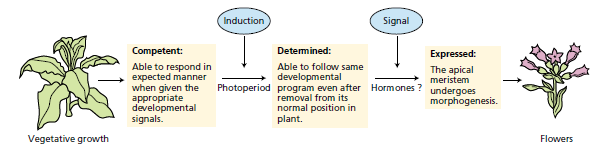 Induction
Signal
Competent:
Able to respond in
expected manner
when given the
appropriate
developmental
signals.
Photoperiod
Determined:
Able to follow same
developmental
program even after
removal from its
normal position in
plant.
Hormones ?
Expressed:
The apical
meristem
undergoes
morphogenesis.
Vegetative growth
Flowers